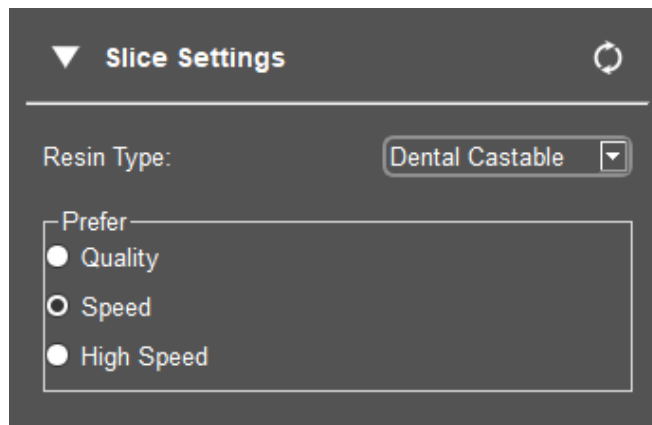 Slice Settings
Resin Type: Dental Castable
Prefer
Quality
Speed
High Speed